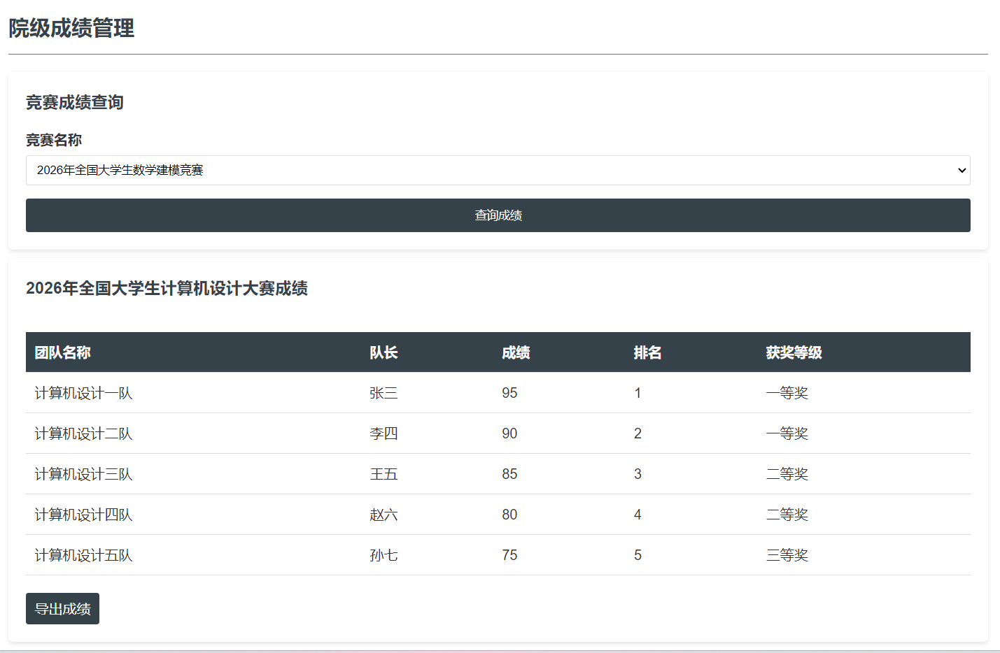 院级成绩管理
竞赛成绩查询
竞赛名称
2026年全国大学生数学建模竞赛
查询成绩
2026年全国大学生计算机设计大赛成绩
团队名称 队长 成绩 排名 获奖等级
计算机设计一队 张三 95 1 一等奖
计算机设计二队 李四 90 2 一等奖
计算机设计三队 王五 85 3 二等奖
计算机设计四队 赵六 80 4 二等奖
计算机设计五队 孙七 75 5 三等奖
导出成绩